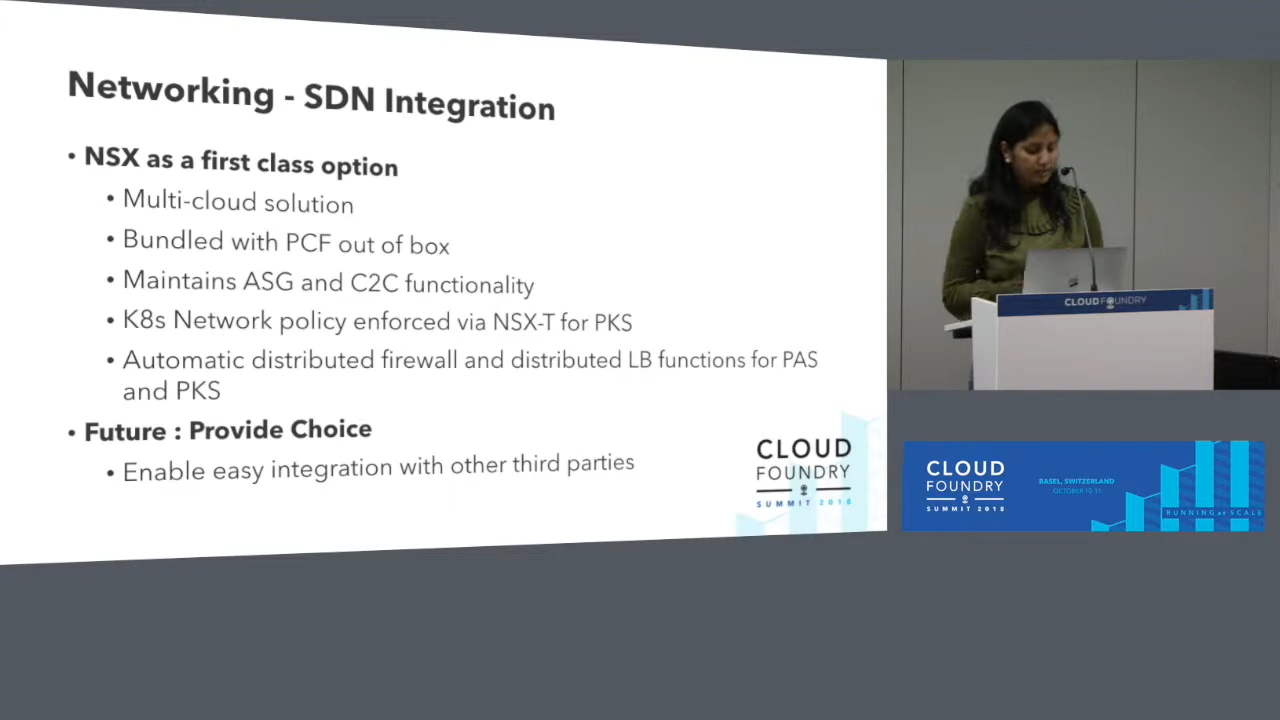 Networking - SDN Integration
• NSX as a first class option
• Multi-cloud solution
• Bundled with PCF out of box
• Maintains ASG and C2C functionality
• K8s Network policy enforced via NSX-T for PKS
• Automatic distributed firewall and distributed LB functions for PAS
and PKS
• Future : Provide Choice
• Enable easy integration with other third parties
CLOUD
FOUNDRY
SUMMIT 2018
CLOUD FOUNDRY
CLOUD
FOUNDRY
SUMMIT 2018
BASEL, SWITZERLAND
OCTOBER 10-11
RUNNING at SCALE